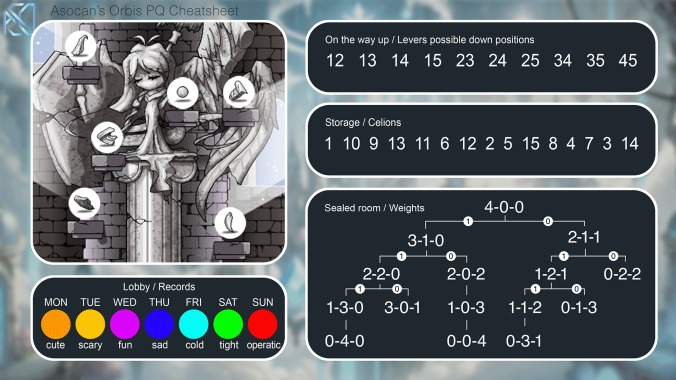 Asocan's Orbis PQ Cheatsheet
On the way up / Levers possible down positions
12 13 14 15 23 24 25 34 35 45
Storage / Celions
1 10 9 13 11 6 12 2 5 15 8 4 7 3 14
Sealed room / Weights
4-0-0
1 0
3-1-0 2-1-1
1 0 1 0
2-2-0 2-0-2 1-2-1 0-2-2
1 0 1 0
1-3-0 3-0-1 1-0-3 1-1-2 0-1-3
0-4-0 0-0-4 0-3-1
Lobby / Records
MON TUE WED THU FRI SAT SUN
cute scary fun sad cold tight operatic